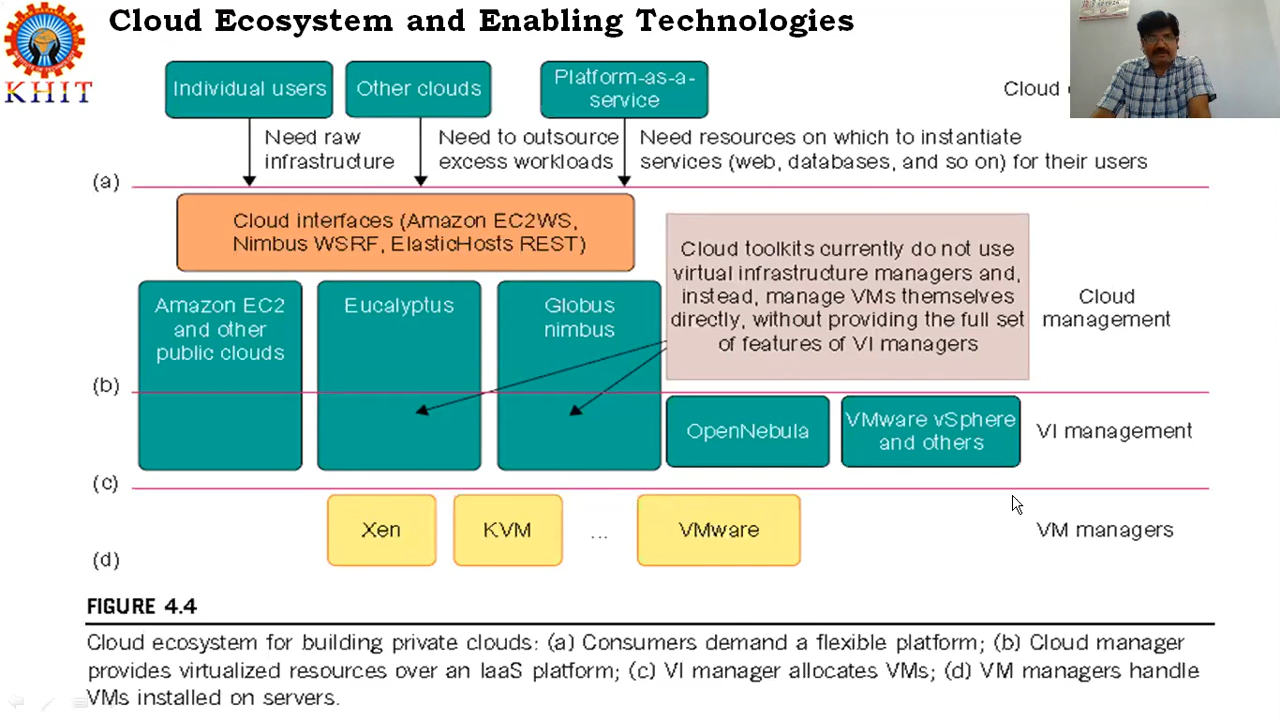 Cloud Ecosystem and Enabling Technologies
KHIT
Individual users
Other clouds
Platform-as-a-
service
Cloud
Need raw
infrastructure
Need to outsource
excess workloads
Need resources on which to instantiate
services (web, databases, and so on) for their users
(a)
Cloud interfaces (Amazon EC2WS,
Nimbus WSRF, ElasticHosts REST)
Cloud toolkits currently do not use
virtual infrastructure managers and,
instead, manage VMs themselves
directly, without providing the full set
of features of VI managers
Amazon EC2
and other
public clouds
Eucalyptus
Globus
nimbus
Cloud
management
(b)
OpenNebula
VMware vSphere
and others
VI management
(c)
Xen
KVM
...
VMware
VM managers
(d)
FIGURE 4.4
Cloud ecosystem for building private clouds: (a) Consumers demand a flexible platform; (b) Cloud manager
provides virtualized resources over an IaaS platform; (c) VI manager allocates VMs; (d) VM managers handle
VMs installed on servers.